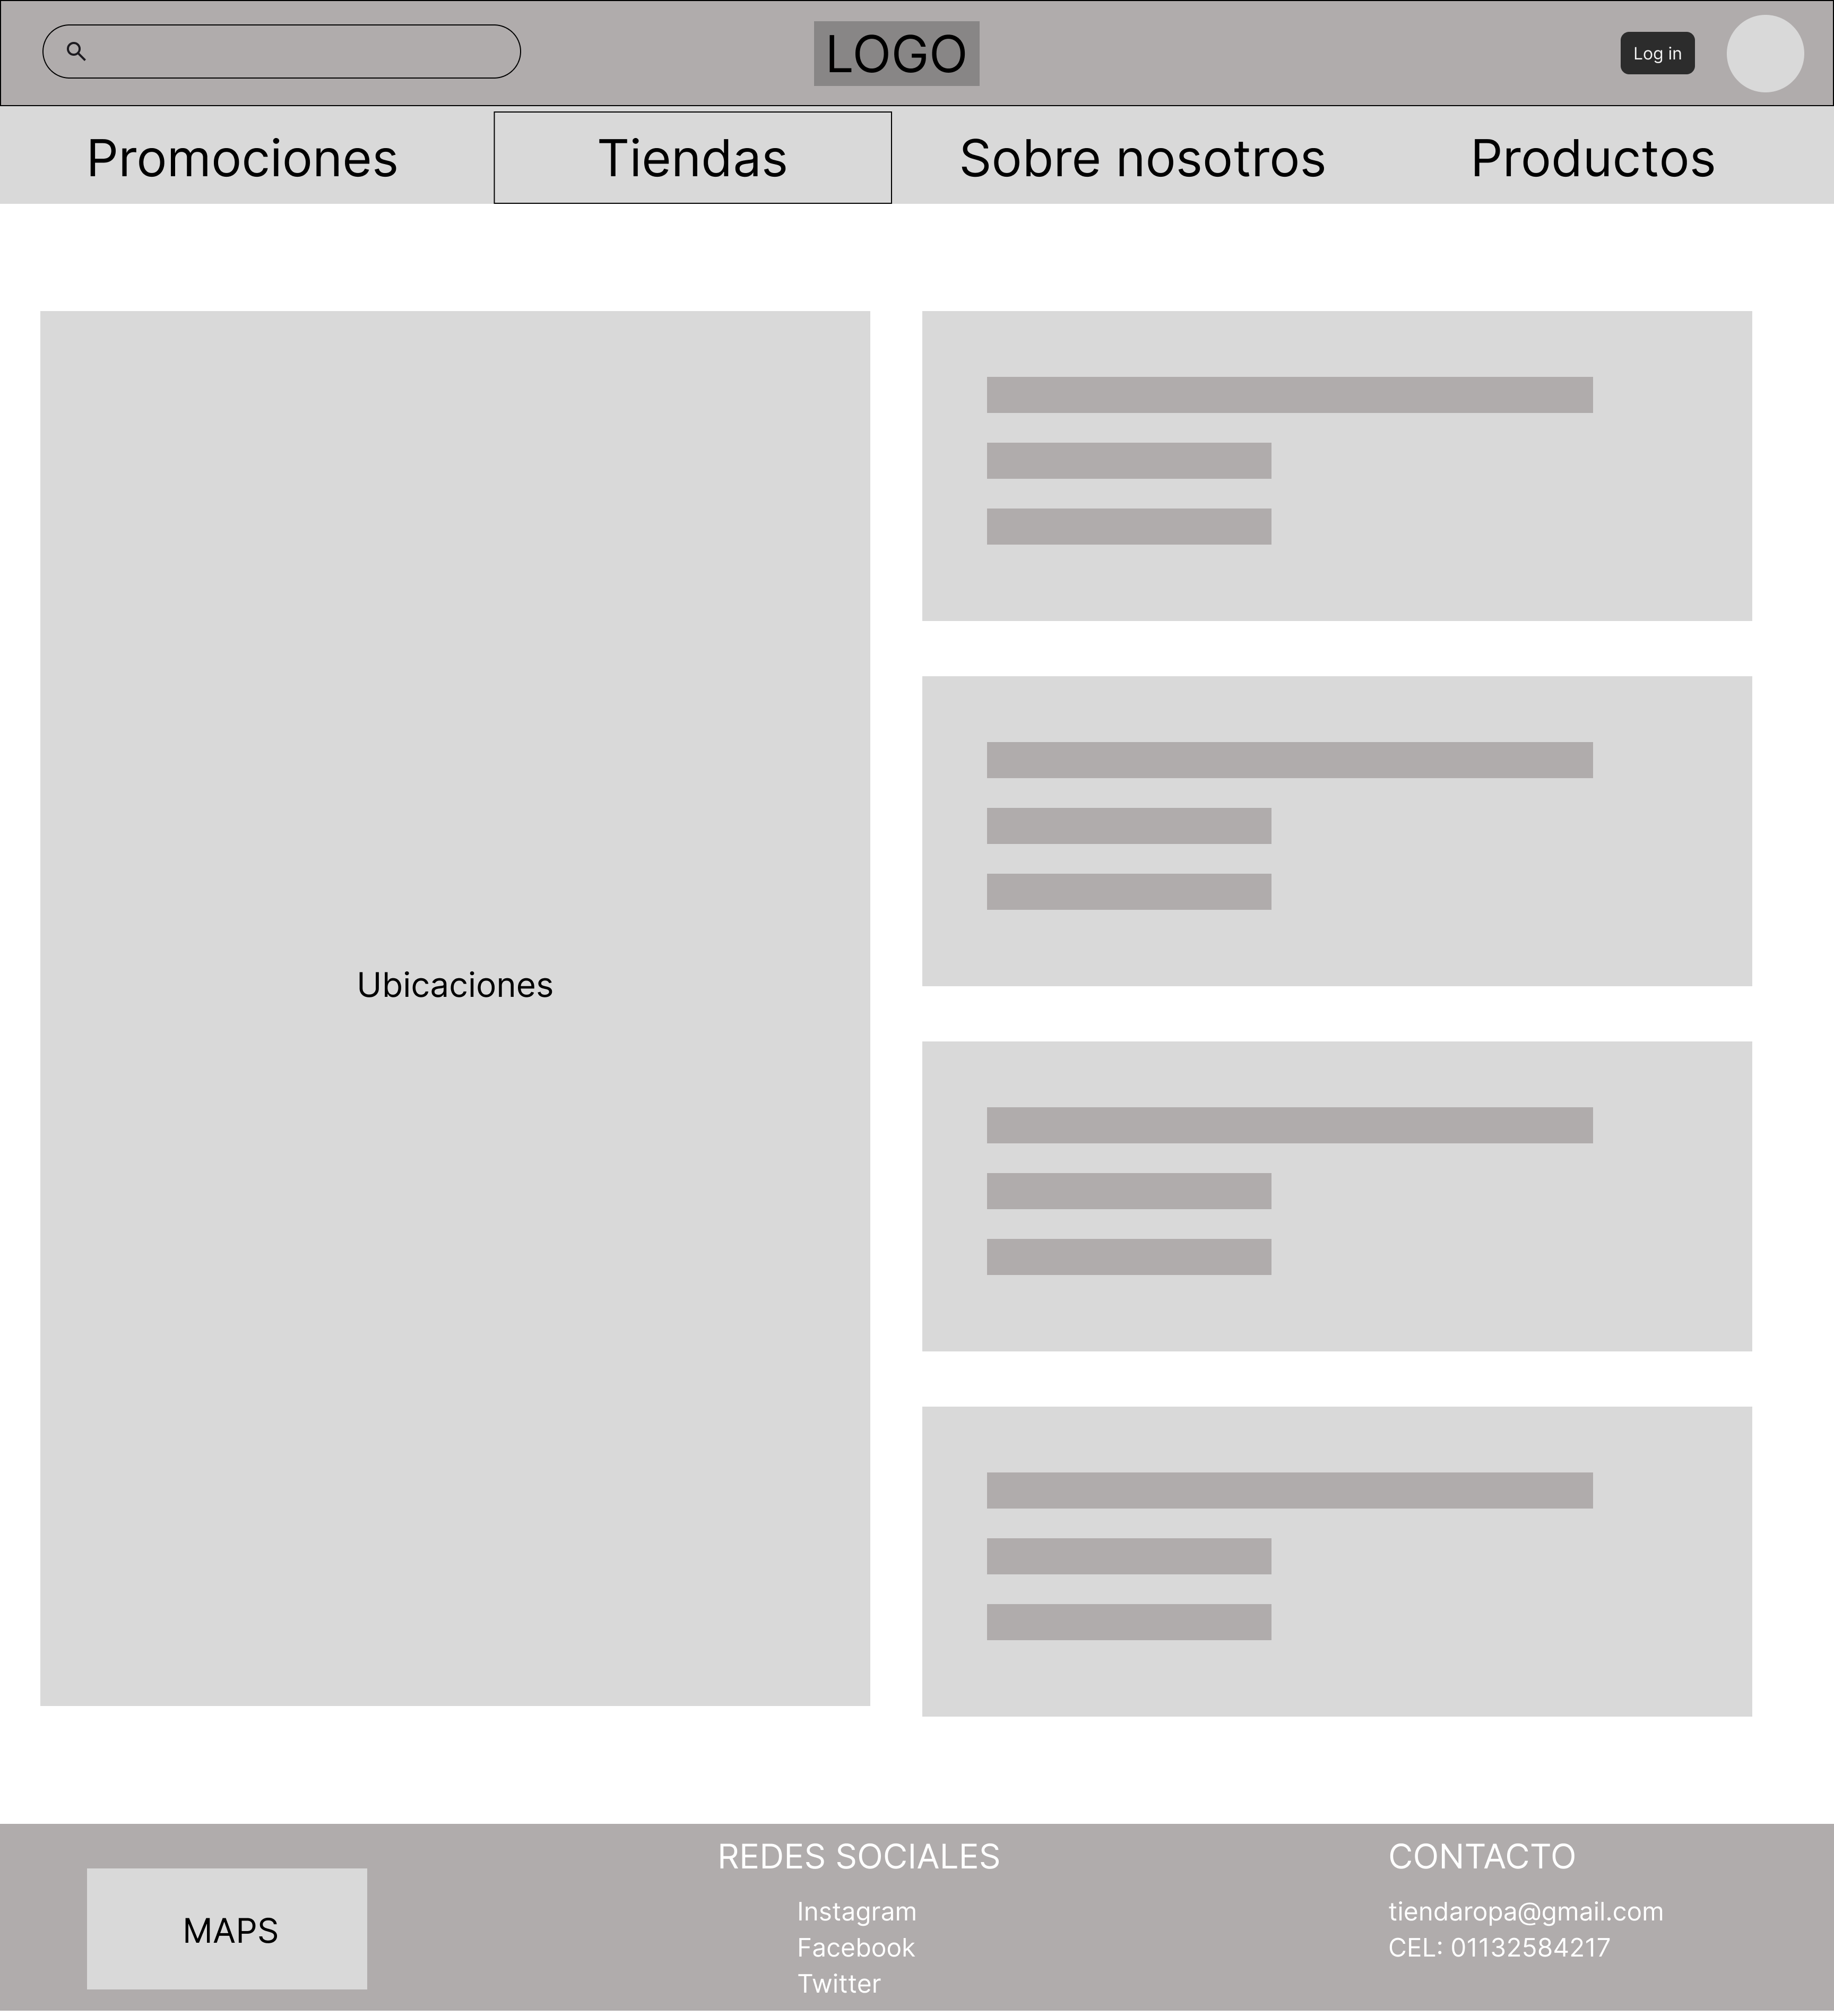 LOGO
Log in
Promociones
Tiendas
Sobre nosotros
Productos
Ubicaciones
MAPS
REDES SOCIALES
Instagram
Facebook
Twitter
CONTACTO
tiendaropa@gmail.com
CEL: 01132584217